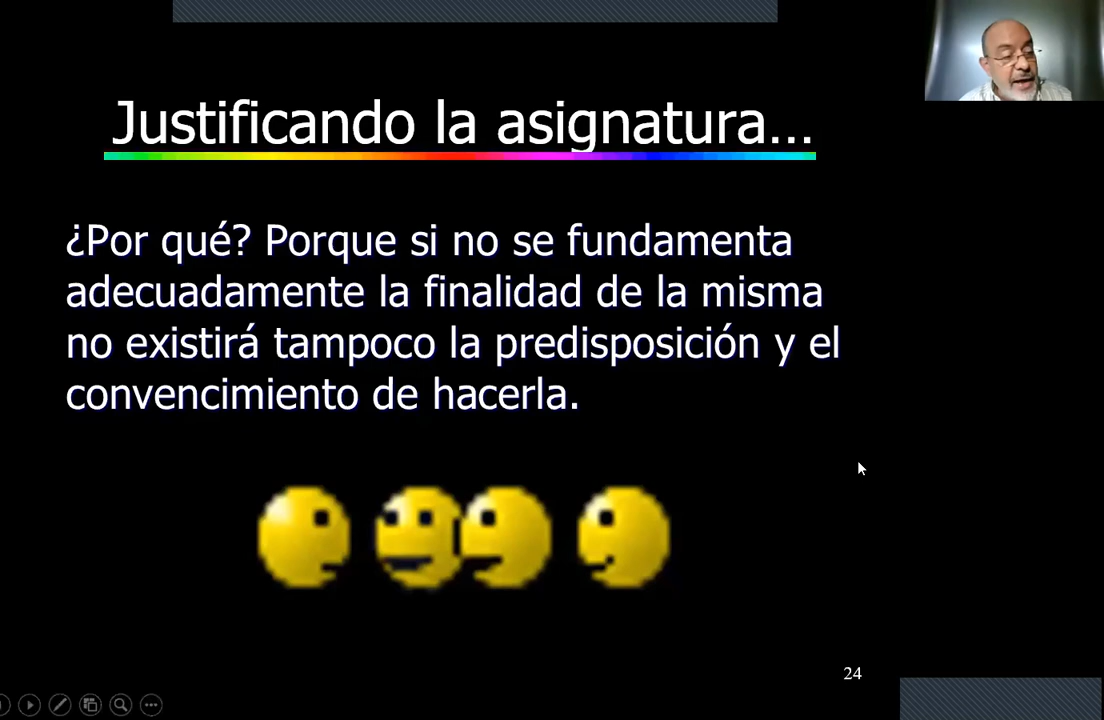 Justificando la asignatura...
¿Por qué? Porque si no se fundamenta
adecuadamente la finalidad de la misma
no existirá tampoco la predisposición y el
convencimiento de hacerla.
24